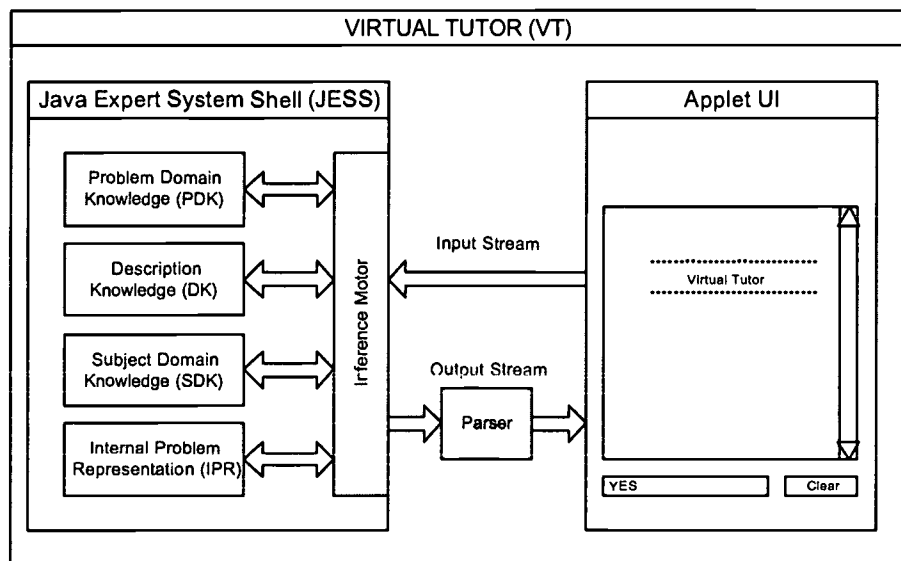 VIRTUAL TUTOR (VT)
Java Expert System Shell (JESS)
Problem Domain
Knowledge (PDK)
Description
Knowledge (DK)
Subject Domain
Knowledge (SDK)
Internal Problem
Representation (IPR)
Inference Motor
Input Stream
Output Stream
Parser
Applet UI
Virtual Tutor
YES
Clear